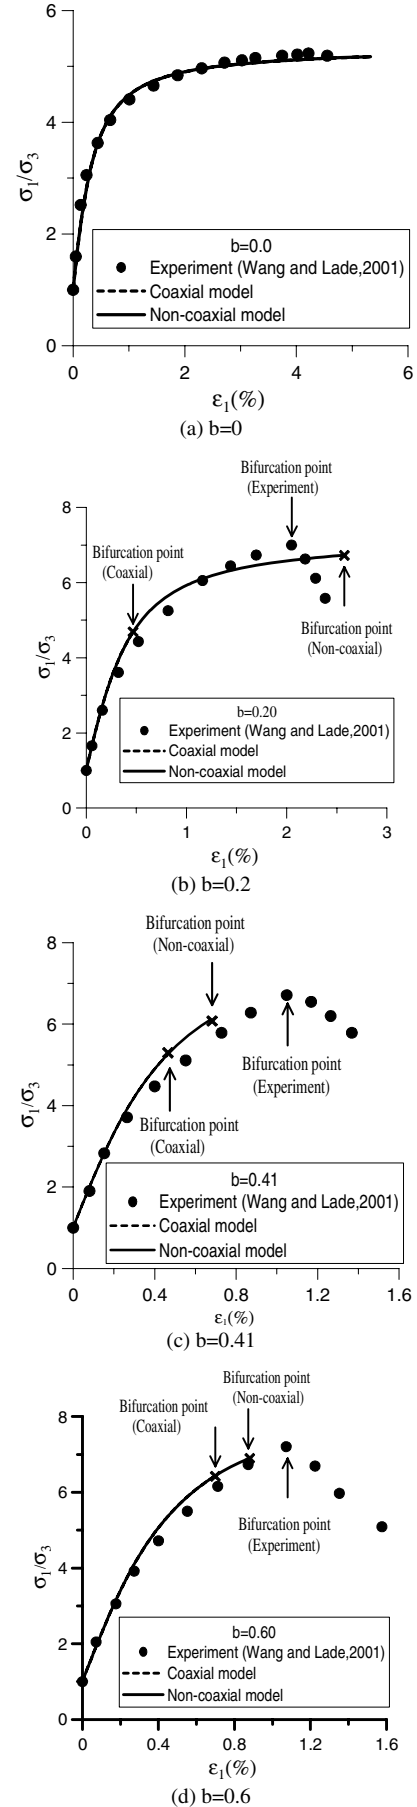 6
4
2
0
σ1/σ3
b=0.0
Experiment (Wang and Lade,2001)
Coaxial model
Non-coaxial model
0 2 4 6
ε1(%)
(a) b=0
Bifurcation point
(Experiment)
8
Bifurcation point
(Coaxial)
6
Bifurcation point
(Non-coaxial)
4
σ1/σ3
b=0.20
Experiment (Wang and Lade,2001)
2
Coaxial model
Non-coaxial model
0
0 1 2 3
ε1(%)
(b) b=0.2
Bifurcation point
(Non-coaxial)
8
6
Bifurcation point
(Experiment)
4
σ1/σ3
Bifurcation point
(Coaxial)
b=0.41
2
Experiment (Wang and Lade,2001)
Coaxial model
Non-coaxial model
0
0 0.4 0.8 1.2 1.6
ε1(%)
(c) b=0.41
Bifurcation point
(Non-coaxial)
Bifurcation point
(Coaxial)
8
6
Bifurcation point
(Experiment)
4
σ1/σ3
b=0.60
2
Experiment (Wang and Lade,2001)
Coaxial model
Non-coaxial model
0
0 0.4 0.8 1.2 1.6
ε1(%)
(d) b=0.6